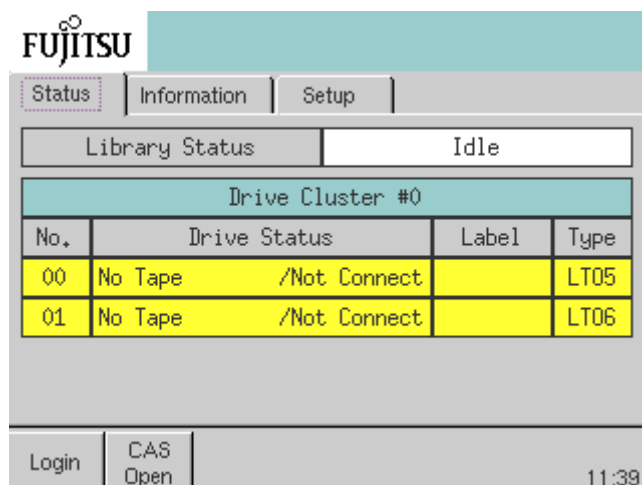 FUJITSU
Status Information Setup
Library Status Idle
Drive Cluster #0
No. Drive Status Label Type
00 No Tape /Not Connect LTO5
01 No Tape /Not Connect LTO6
Login CAS Open
11:39